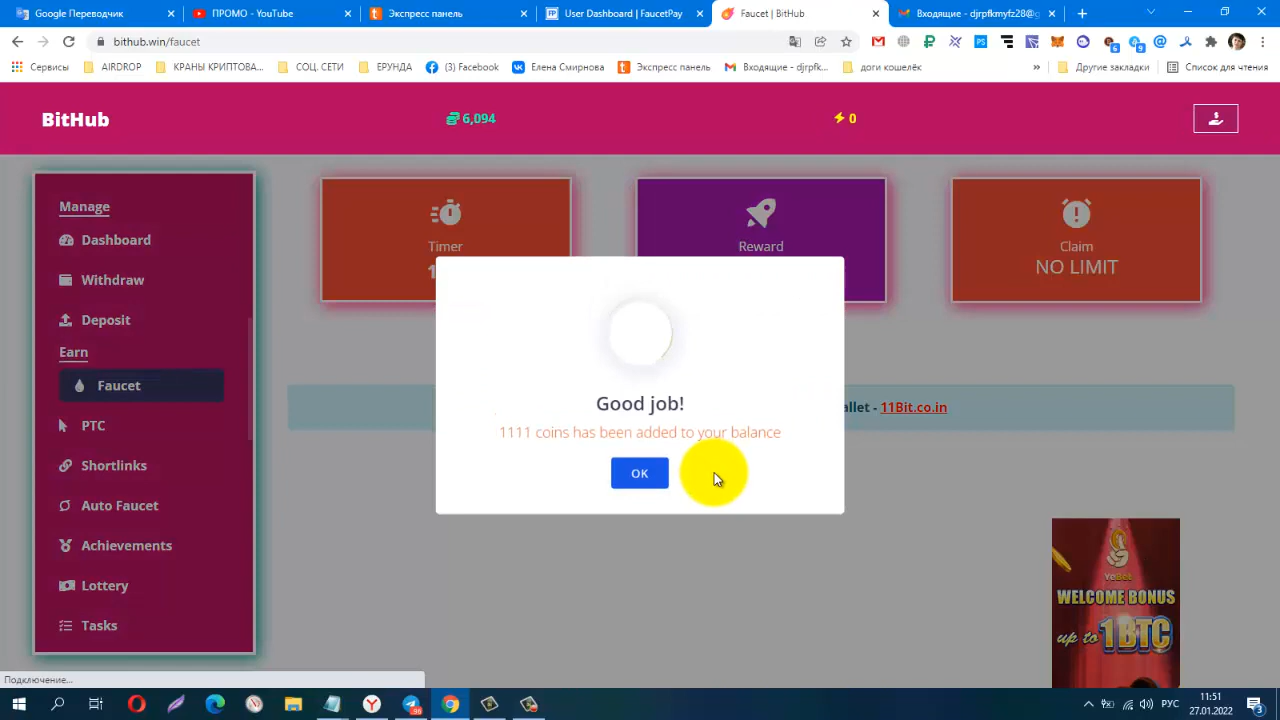 Google Переводчик
ПРОМО - YouTube
Экспресс панель
User Dashboard | FaucetPay
Faucet | BitHub
Входящие - djrpfkmyfz28@g
bithub.win/faucet
Сервисы
AIRDROP
КРАНЫ КРИПТОВА...
СОЦ. СЕТИ
ЕРУНДА
(3) Facebook
Елена Смирнова
Экспресс панель
Входящие - djrpfk...
доги кошелёк
»
Другие закладки
Список для чтения
BitHub
6,094
0
Manage
Dashboard
Withdraw
Deposit
Earn
Faucet
PTC
Shortlinks
Auto Faucet
Achievements
Lottery
Tasks
Timer
Reward
Claim
NO LIMIT
Good job!
1111 coins has been added to your balance
OK
11Bit.co.in
YeBet
WELCOME BONUS
up to 1BTC
Подключение...
РУС
11:51
27.01.2022